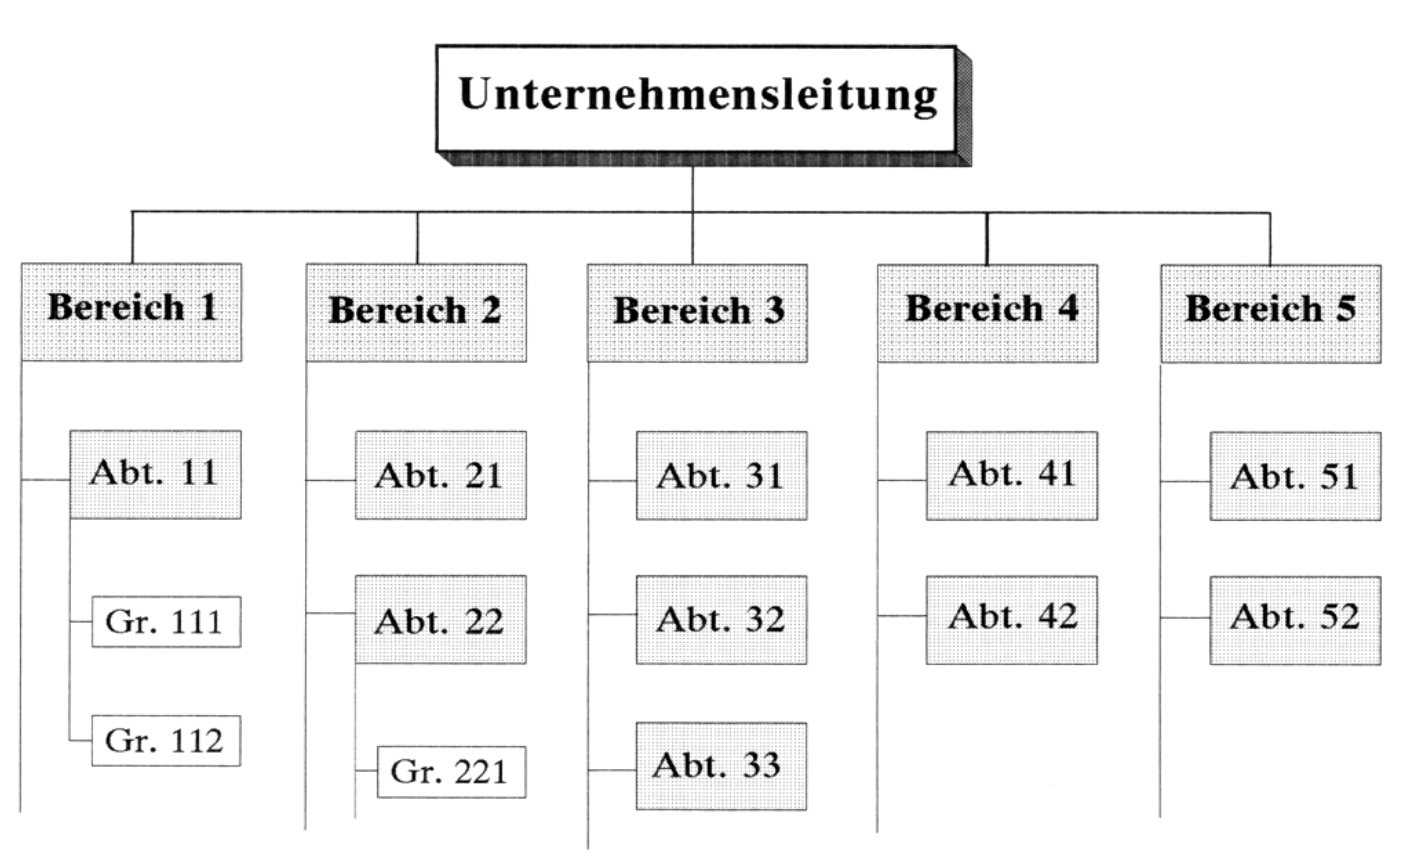 Unternehmensleitung
Bereich 1
Bereich 2
Bereich 3
Bereich 4
Bereich 5
Abt. 11
Abt. 21
Abt. 31
Abt. 41
Abt. 51
Gr. 111
Abt. 22
Abt. 32
Abt. 42
Abt. 52
Gr. 112
Gr. 221
Abt. 33